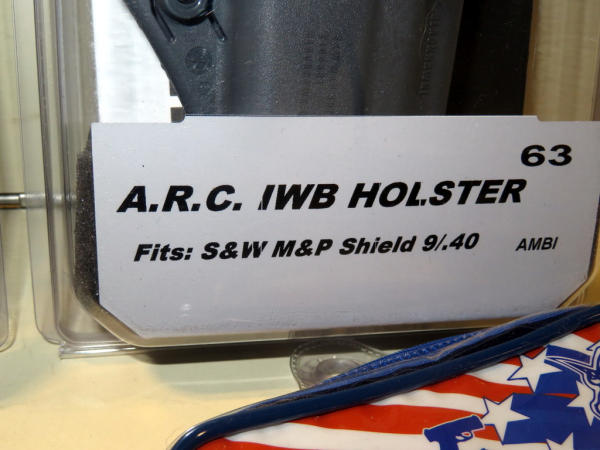 63
A.R.C. IWB HOLSTER
Fits: S&W M&P Shield 9/.40 AMBI